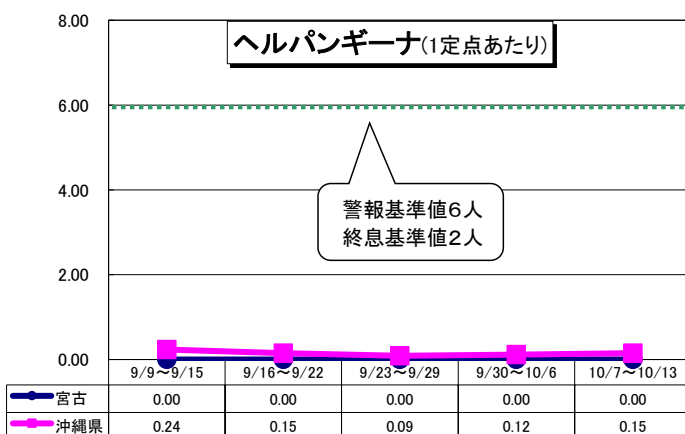 ヘルパンギーナ(1定点あたり)
8.00
6.00
4.00
2.00
0.00
警報基準値6人
終息基準値2人
9/9～9/15 9/16～9/22 9/23～9/29 9/30～10/6 10/7～10/13
宮古 0.00 0.00 0.00 0.00 0.00
沖縄県 0.24 0.15 0.09 0.12 0.15